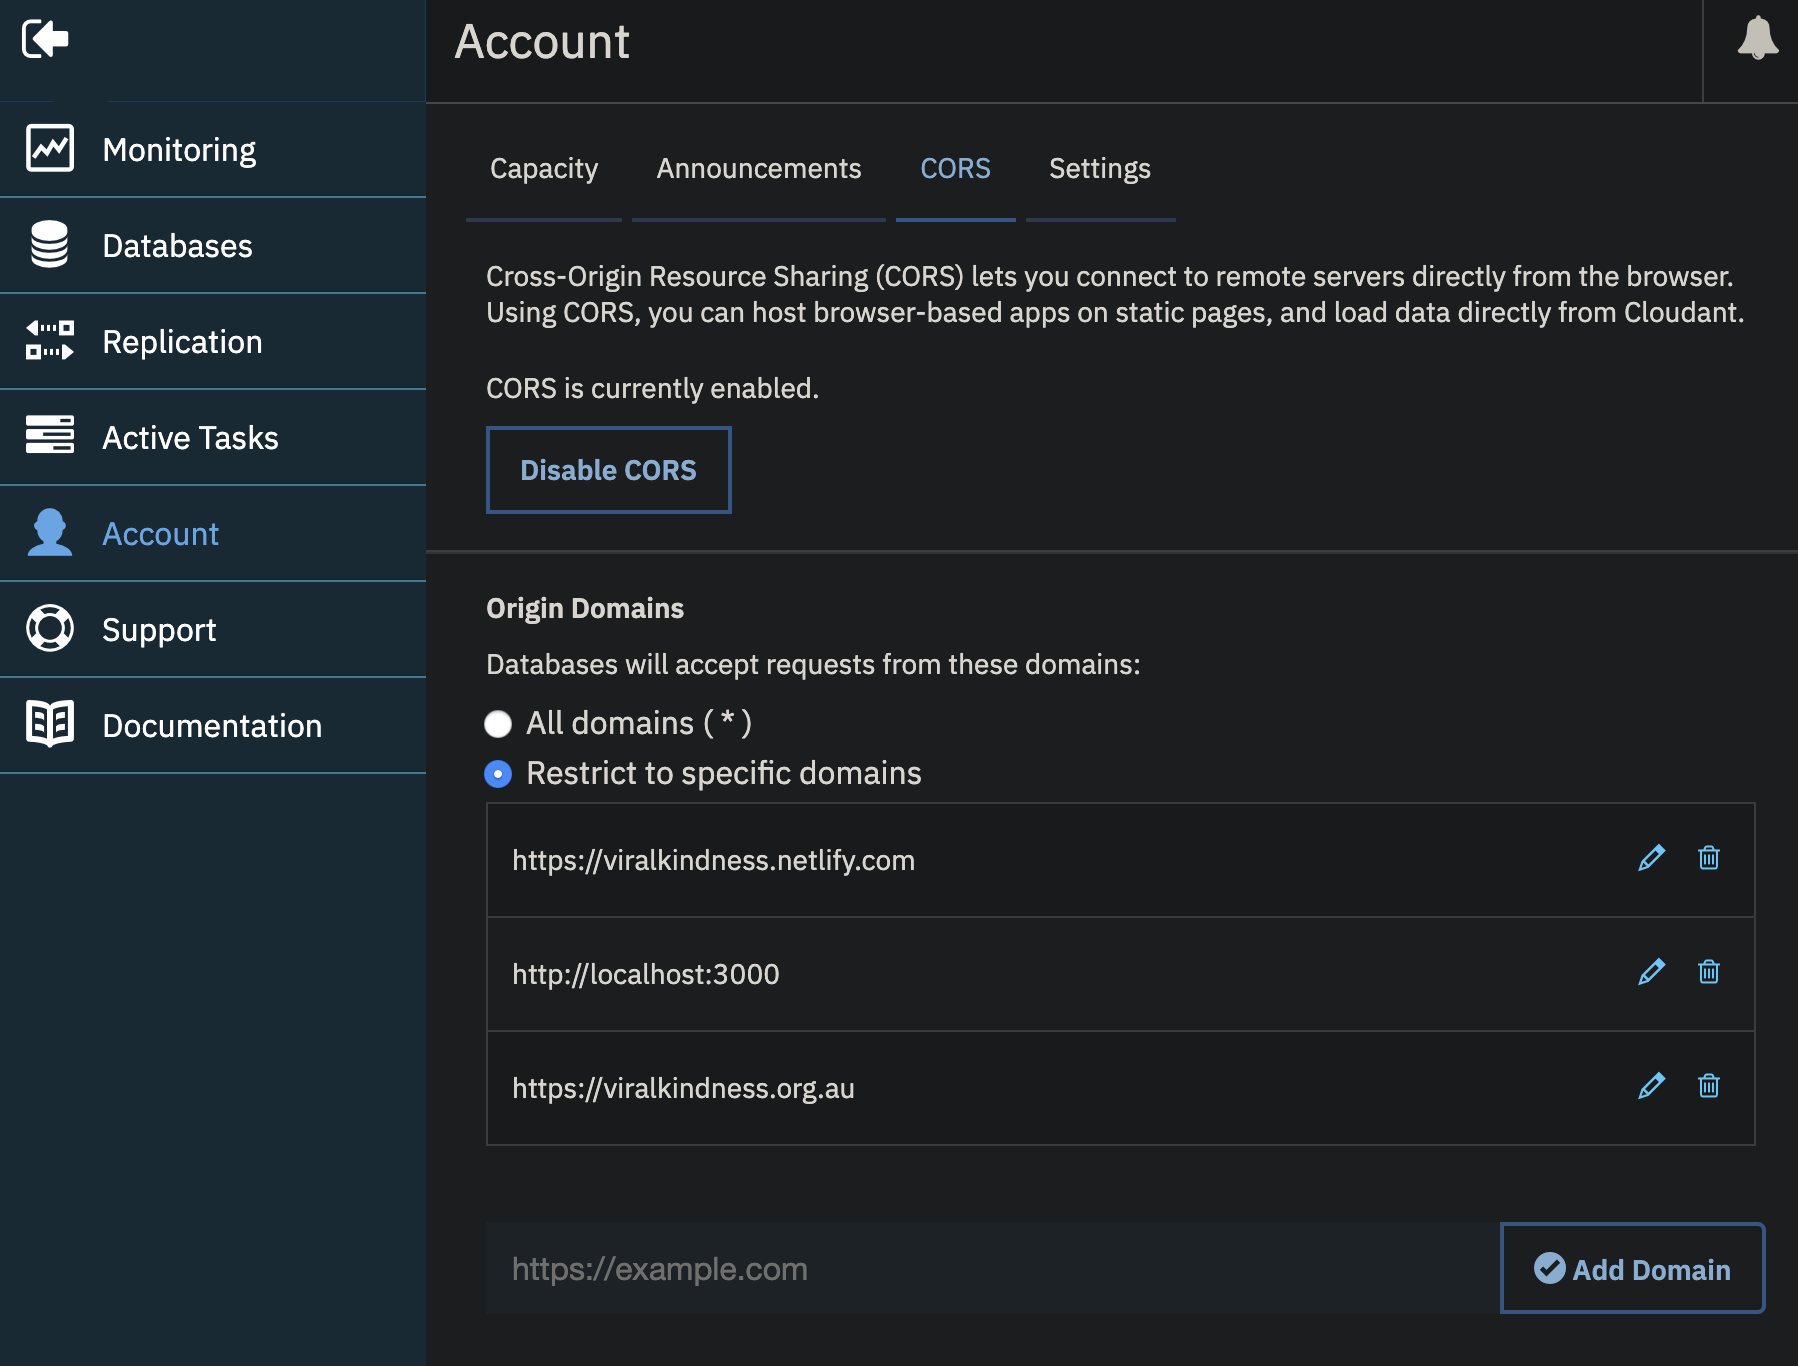 Account
Monitoring
Databases
Replication
Active Tasks
Account
Support
Documentation
Capacity
Announcements
CORS
Settings
Cross-Origin Resource Sharing (CORS) lets you connect to remote servers directly from the browser.
Using CORS, you can host browser-based apps on static pages, and load data directly from Cloudant.
CORS is currently enabled.
Disable CORS
Origin Domains
Databases will accept requests from these domains:
All domains ( * )
Restrict to specific domains
https://viralkindness.netlify.com
http://localhost:3000
https://viralkindness.org.au
https://example.com
Add Domain